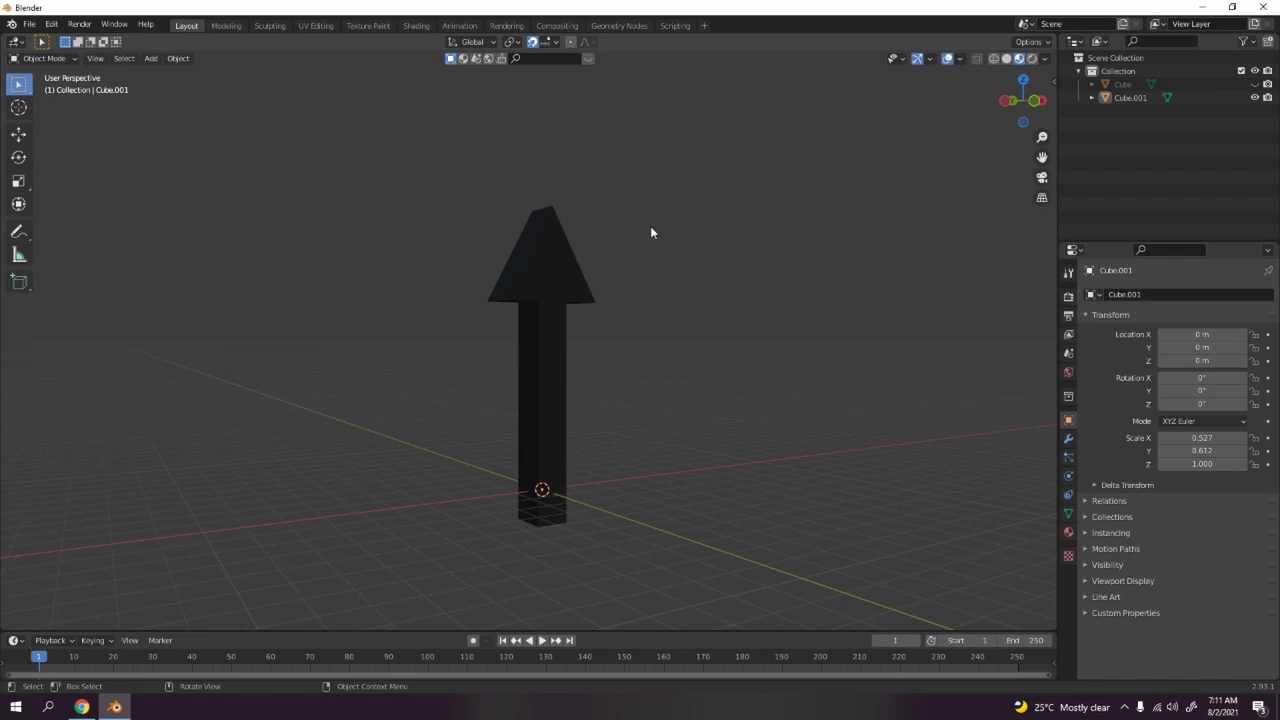 Blender
File Edit Render Window Help Layout Modeling Sculpting UV Editing Texture Paint Shading Animation Rendering Compositing Geometry Nodes Scripting + Scene View Layer
Global Options
Object Mode View Select Add Object
User Perspective
(1) Collection | Cube.001
Z
Y
Scene Collection
Collection
Cube
Cube.001
Cube.001
Cube.001
Transform
Location X 0 m
Y 0 m
Z 0 m
Rotation X 0°
Y 0°
Z 0°
Mode XYZ Euler
Scale X 0.527
Y 0.612
Z 1.000
Delta Transform
Relations
Collections
Instancing
Motion Paths
Visibility
Viewport Display
Line Art
Custom Properties
Playback Keying View Marker 1 Start 1 End 250
1 10 20 30 40 50 60 70 80 90 100 110 120 130 140 150 160 170 180 190 200 210 220 230 240 250
Select Box Select Rotate View Object Context Menu 2.93.1
25°C Mostly clear 7:11 AM
8/2/2021